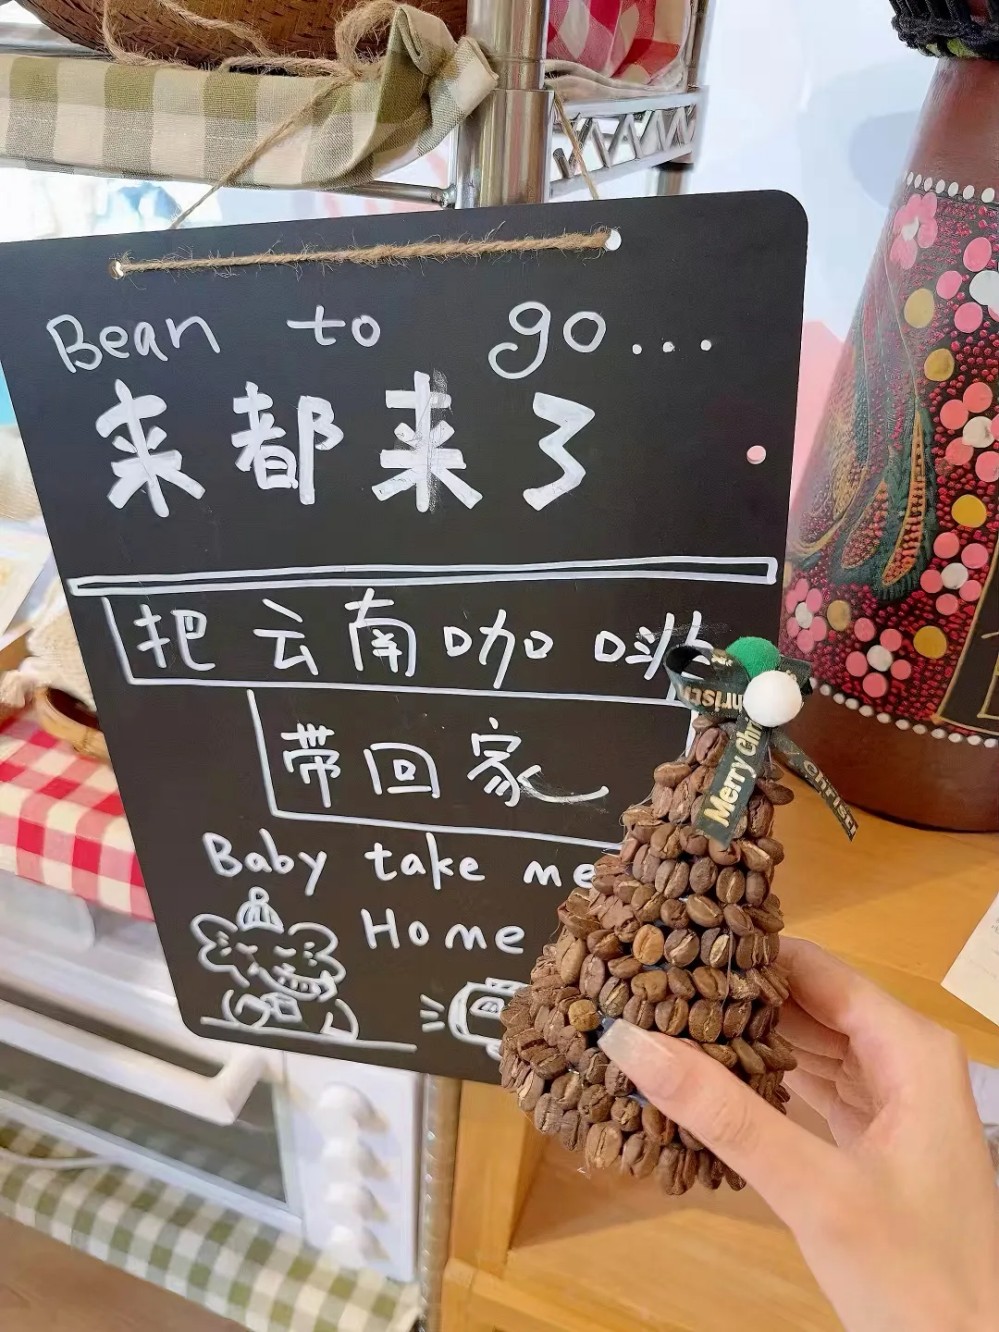 Bean to go...
来都来了
把云南咖啡
带回家
Baby take me
Home
Merry Chri
christ